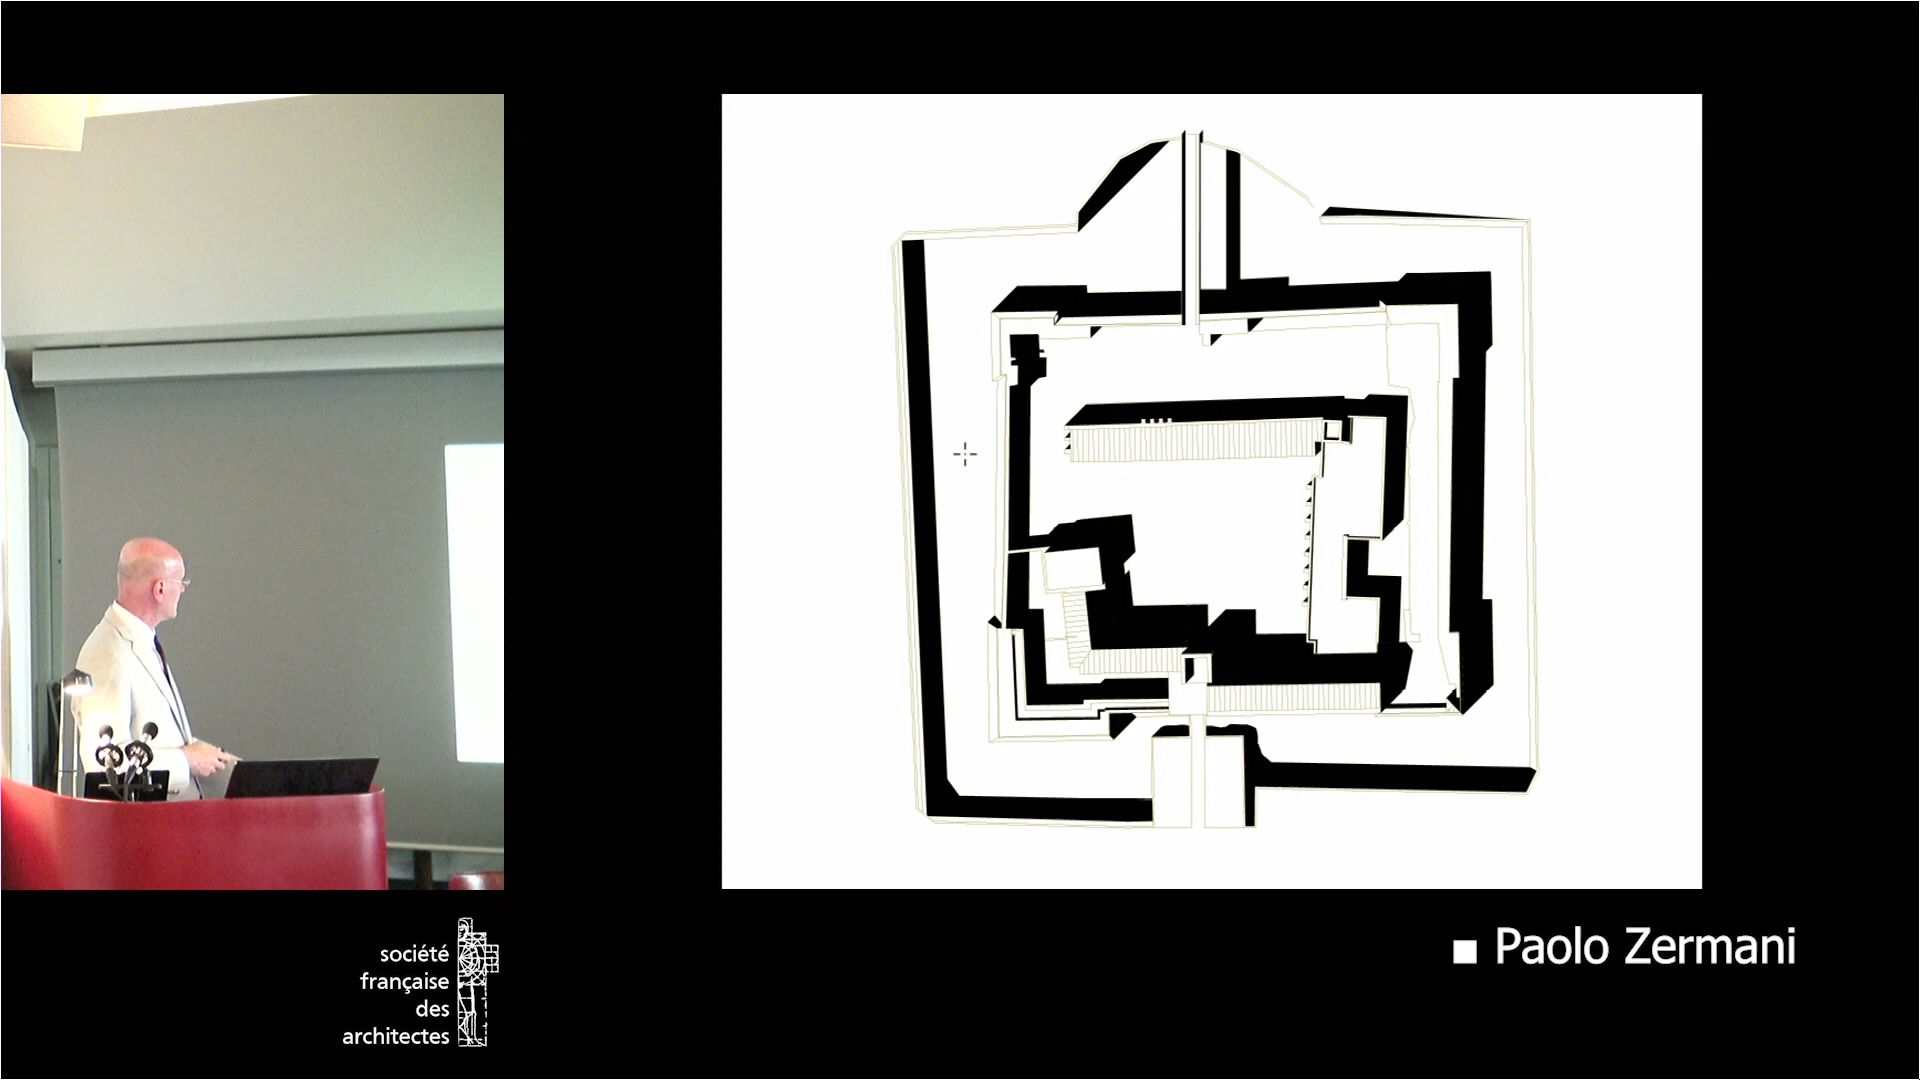 société
française
des
architectes
Paolo Zermani